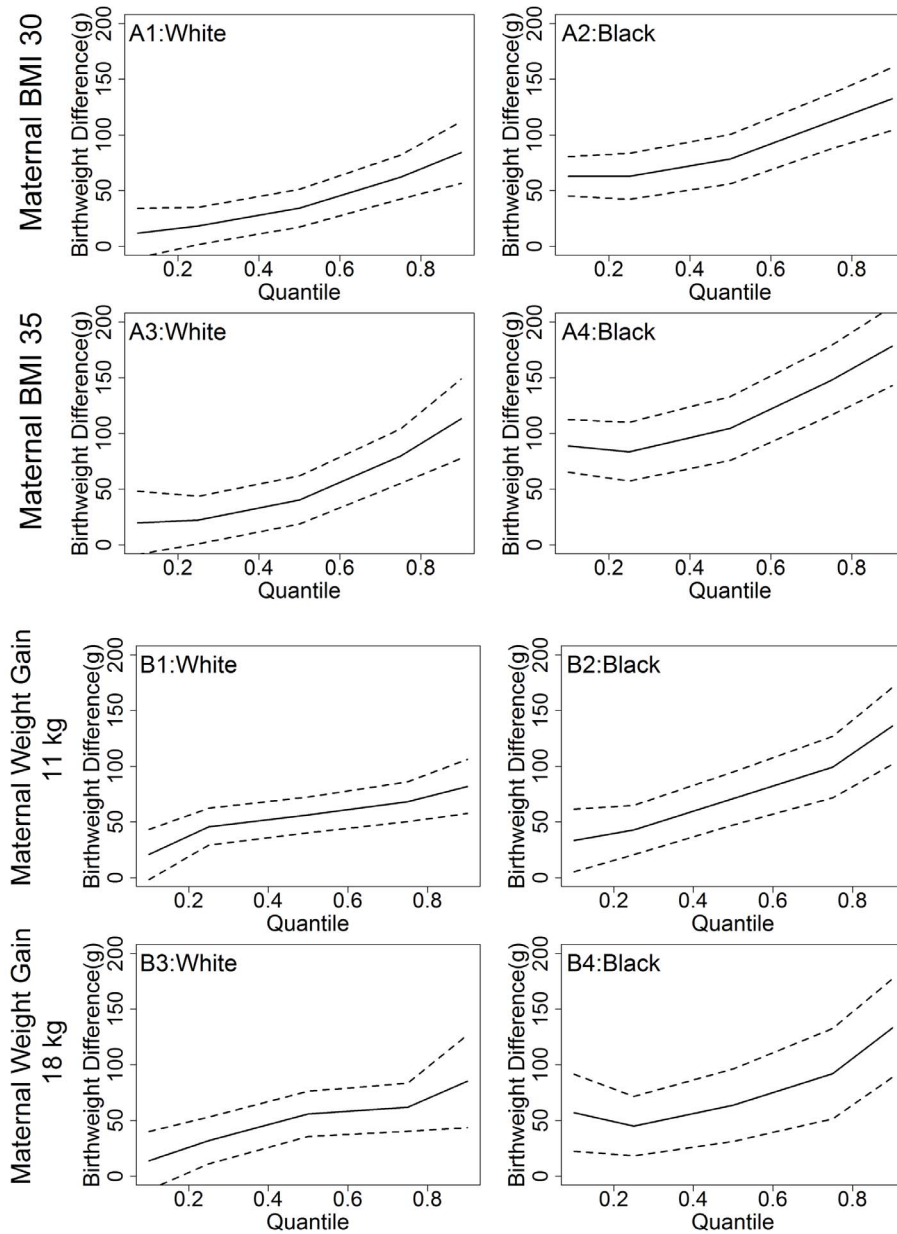 Maternal BMI 30
Birthweight Difference(g)
0 50 100 150 200
A1:White
0.2 0.4 0.6 0.8
Quantile
Birthweight Difference(g)
0 50 100 150 200
A2:Black
0.2 0.4 0.6 0.8
Quantile
Maternal BMI 35
Birthweight Difference(g)
0 50 100 150 200
A3:White
0.2 0.4 0.6 0.8
Quantile
Birthweight Difference(g)
0 50 100 150 200
A4:Black
0.2 0.4 0.6 0.8
Quantile
Maternal Weight Gain
11 kg
Birthweight Difference(g)
0 50 100 150 200
B1:White
0.2 0.4 0.6 0.8
Quantile
Birthweight Difference(g)
0 50 100 150 200
B2:Black
0.2 0.4 0.6 0.8
Quantile
Maternal Weight Gain
18 kg
Birthweight Difference(g)
0 50 100 150 200
B3:White
0.2 0.4 0.6 0.8
Quantile
Birthweight Difference(g)
0 50 100 150 200
B4:Black
0.2 0.4 0.6 0.8
Quantile